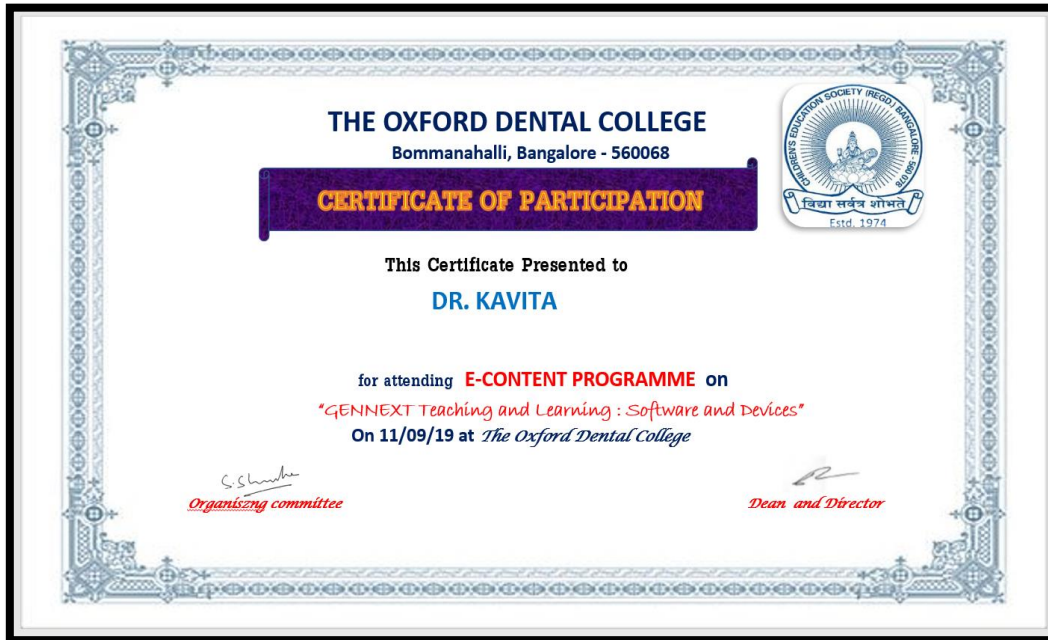 THE OXFORD DENTAL COLLEGE
Bommanahalli, Bangalore - 560068
CHILDREN'S EDUCATION SOCIETY (REGD.) BANGALORE - 560 078
विद्या सर्वत्र शोभते
Estd. 1974
CERTIFICATE OF PARTICIPATION
This Certificate Presented to
DR. KAVITA
for attending E-CONTENT PROGRAMME on
"GENNEXT Teaching and Learning : Software and Devices"
On 11/09/19 at The Oxford Dental College
Organiszng committee
Dean and Director